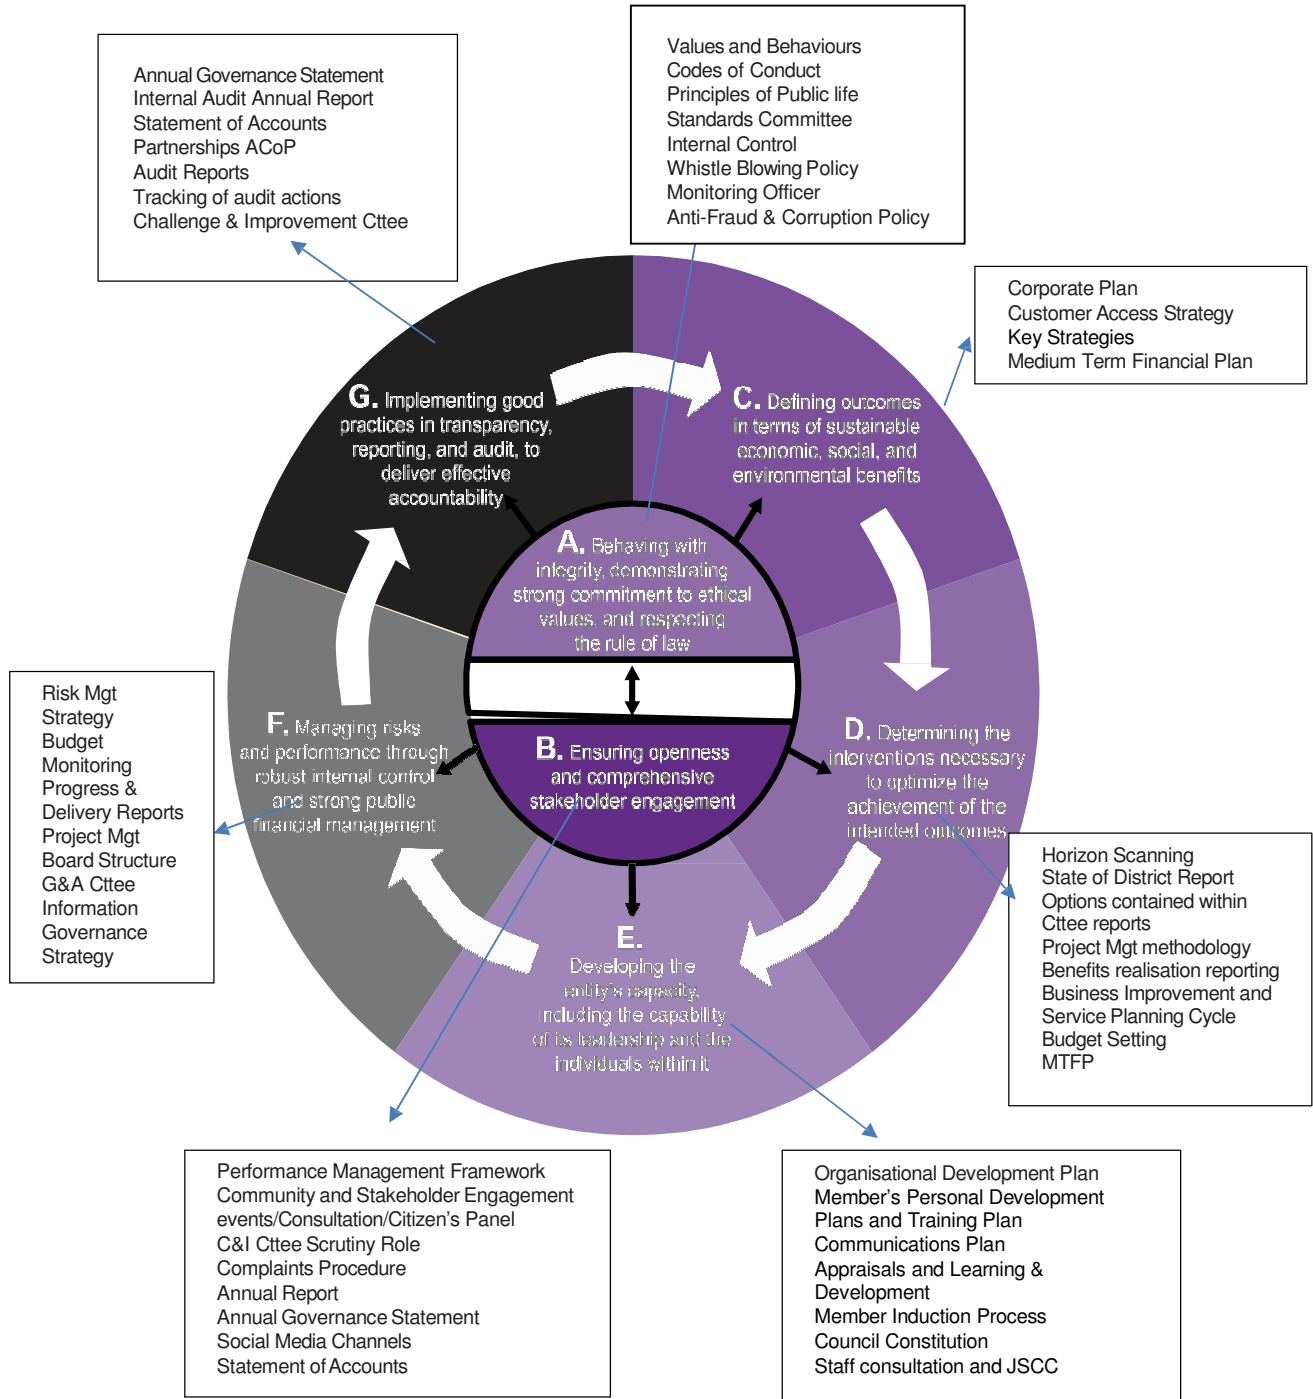 Values and Behaviours
Codes of Conduct
Principles of Public life
Standards Committee
Internal Control
Whistle Blowing Policy
Monitoring Officer
Anti-Fraud & Corruption Policy
Annual Governance Statement
Internal Audit Annual Report
Statement of Accounts
Partnerships ACoP
Audit Reports
Tracking of audit actions
Challenge & Improvement Cttee
Corporate Plan
Customer Access Strategy
Key Strategies
Medium Term Financial Plan
G. Implementing good
practices in transparency,
reporting, and audit, to
deliver effective
accountability
C. Defining outcomes
in terms of sustainable
economic, social, and
environmental benefits
A. Behaving with
integrity, demonstrating
strong commitment to ethical
values, and respecting
the rule of law
B. Ensuring openness
and comprehensive
stakeholder engagement
F. Managing risks
and performance through
robust internal control
and strong public
financial management
D. Determining the
interventions necessary
to optimize the
achievement of the
intended outcomes
E.
Developing the
entity's capacity,
including the capability
of its leadership and the
individuals within it
Risk Mgt
Strategy
Budget
Monitoring
Progress &
Delivery Reports
Project Mgt
Board Structure
G&A Cttee
Information
Governance
Strategy
Horizon Scanning
State of District Report
Options contained within
Cttee reports
Project Mgt methodology
Benefits realisation reporting
Business Improvement and
Service Planning Cycle
Budget Setting
MTFP
Performance Management Framework
Community and Stakeholder Engagement
events/Consultation/Citizen's Panel
C&I Cttee Scrutiny Role
Complaints Procedure
Annual Report
Annual Governance Statement
Social Media Channels
Statement of Accounts
Organisational Development Plan
Member's Personal Development
Plans and Training Plan
Communications Plan
Appraisals and Learning &
Development
Member Induction Process
Council Constitution
Staff consultation and JSCC